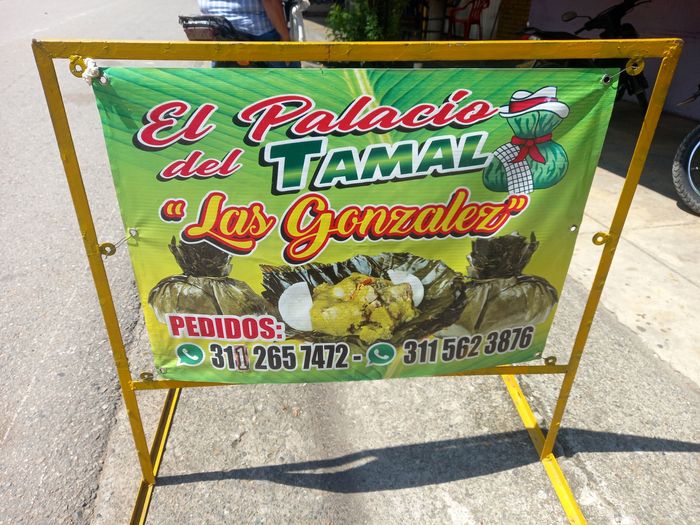 El Palacio
del TAMAL
“Las Gonzalez”
PEDIDOS:
311 265 7472 - 311 562 3876